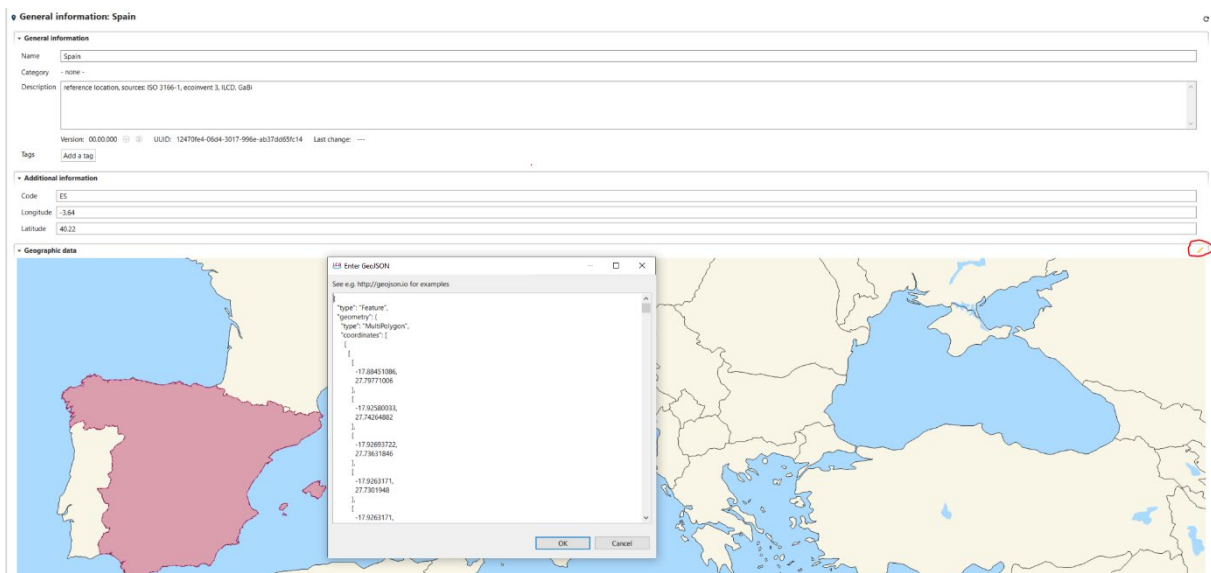 General information: Spain
General information
Name Spain
Category - none -
Description reference location, sources: ISO 3166-1, ecoinvent 3, ILCD, GaBi
Version: 00.00.000 UUID: 12470fe4-06d4-3017-996e-ab37dd65fc14 Last change: ---
Tags Add a tag
Additional information
Code ES
Longitude -3.64
Latitude 40.22
Geographic data
Enter GeoJSON
See e.g. http://geojson.io for examples
{
"type": "Feature",
"geometry": {
"type": "MultiPolygon",
"coordinates": [
[
[
[
-17.88451086,
27.79771006
],
[
-17.92580033,
27.74264882
],
[
-17.92693722,
27.73631846
],
[
-17.9263171,
27.7301948
],
[
-17.9263171,
OK Cancel